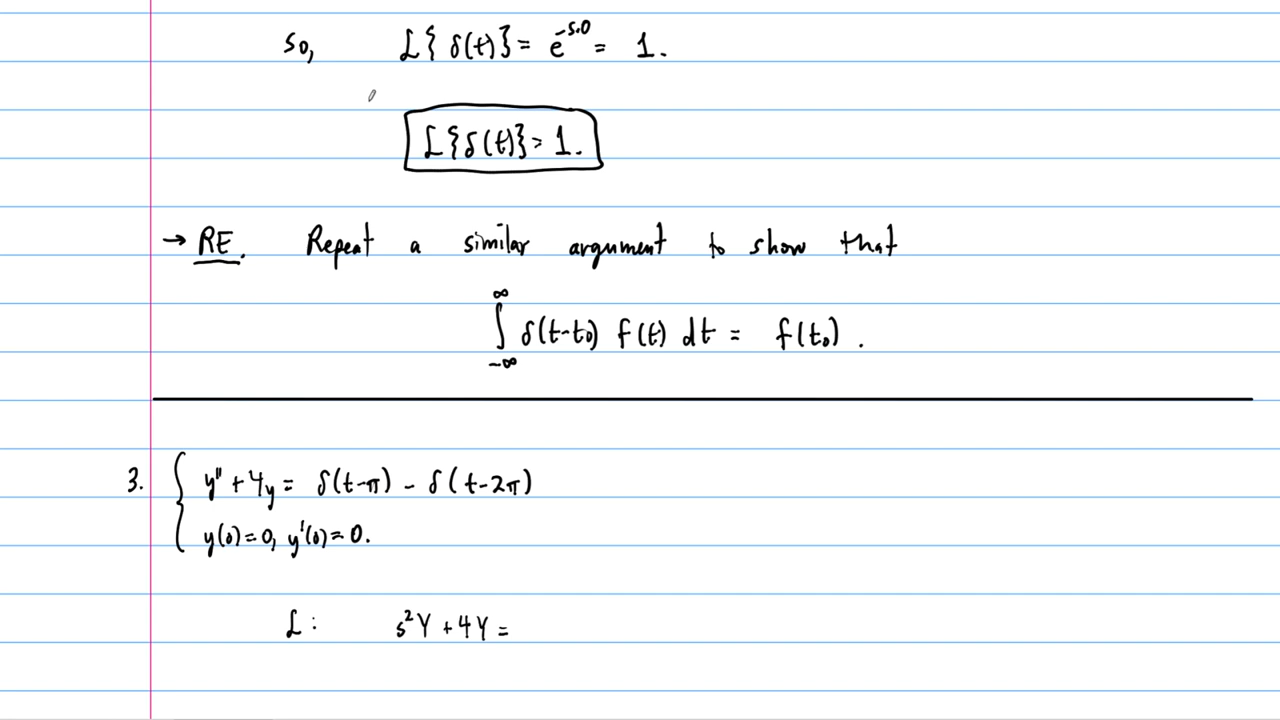 so, ℒ{δ(t)} = e^{-s·0} = 1.
ℒ{δ(t)} = 1.
→ RE. Repeat a similar argument to show that
∫_{-∞}^{∞} δ(t-t₀) f(t) dt = f(t₀).
3. { y'' + 4y = δ(t-π) - δ(t-2π)
y(0)=0, y'(0)=0.
ℒ: s²Y + 4Y =